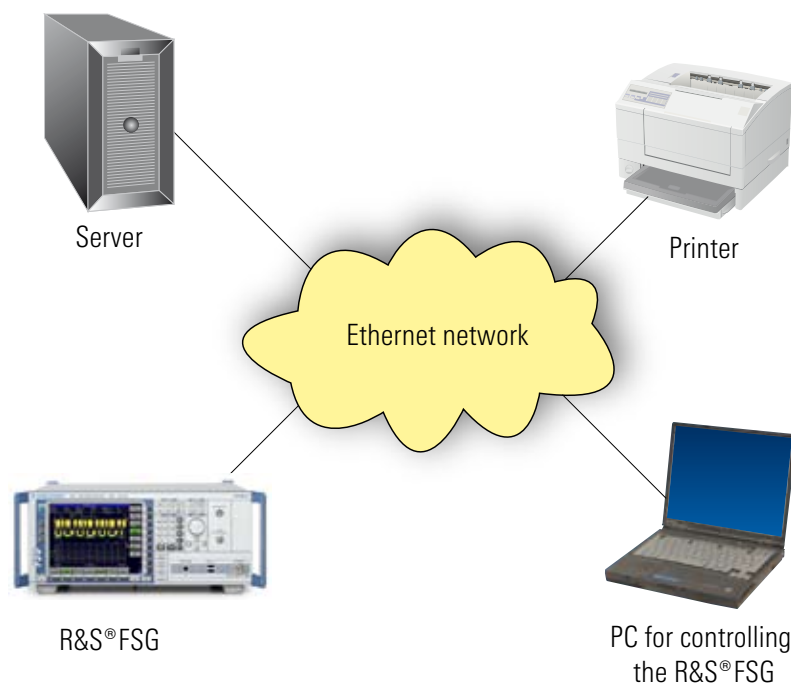 Server
Printer
Ethernet network
R&S®FSG
PC for controlling
the R&S®FSG